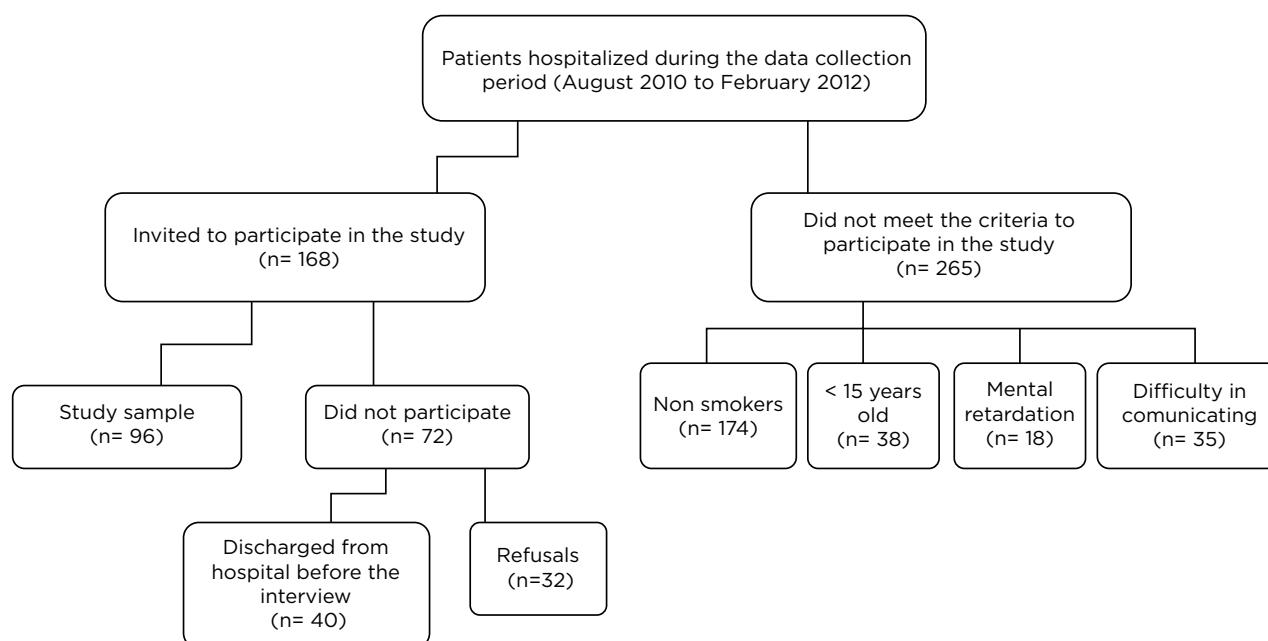 Patients hospitalized during the data collection
period (August 2010 to February 2012)
Invited to participate in the study
(n= 168)
Did not meet the criteria to
participate in the study
(n= 265)
Study sample
(n= 96)
Did not participate
(n= 72)
Non smokers
(n= 174)
< 15 years
old
(n= 38)
Mental
retardation
(n= 18)
Difficulty in
comunicating
(n= 35)
Discharged from
hospital before the
interview
(n= 40)
Refusals
(n=32)